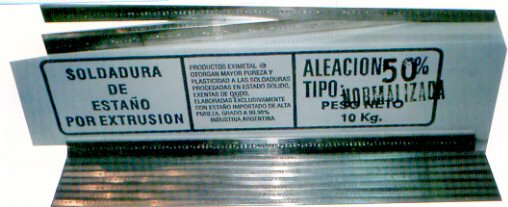 SOLDADURA
DE
ESTAÑO
POR EXTRUSION
PRODUCTOS EXIMETAL ®
OTORGAN MAYOR PUREZA Y
PLASTICIDAD A LAS SOLDADURAS
PROCESADAS EN ESTADO SOLIDO,
EXENTAS DE OXIDO.
ELABORADAS EXCLUSIVAMENTE
CON ESTAÑO IMPORTADO DE ALTA
PUREZA, GRADO A 99,95%
INDUSTRIA ARGENTINA
ALEACION 50%
TIPO NORMALIZADA
PESO NETO
10 Kg.